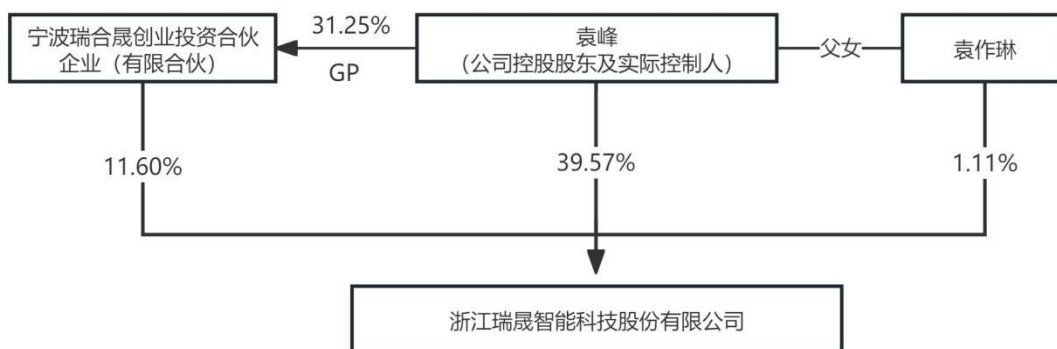 宁波瑞合晟创业投资合伙
企业（有限合伙）
31.25%
GP
袁峰
（公司控股股东及实际控制人）
父女
袁作琳
11.60%
39.57%
1.11%
浙江瑞晟智能科技股份有限公司